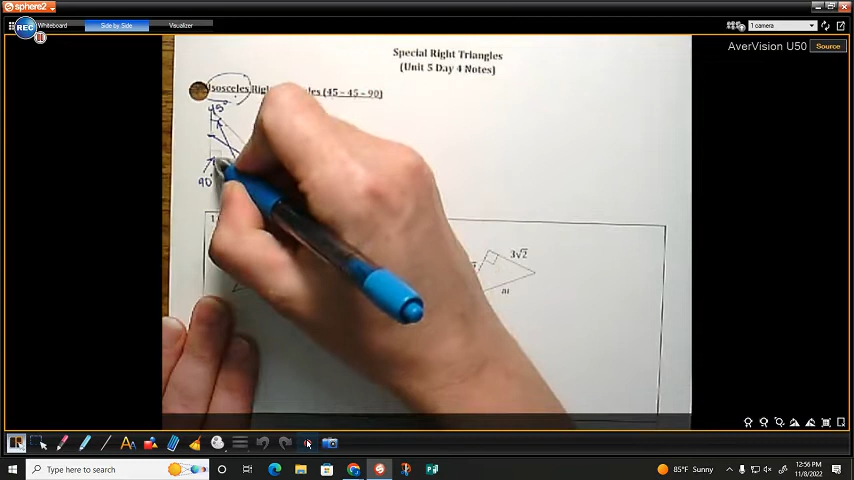 sphere2
Whiteboard
Side by Side
Visualizer
1 camera
REC
AverVision U50
Source
Special Right Triangles
(Unit 5 Day 4 Notes)
Isosceles (45 – 45 – 90)
45°
90°
3√2
m
Type here to search
85°F Sunny
12:56 PM
11/8/2022